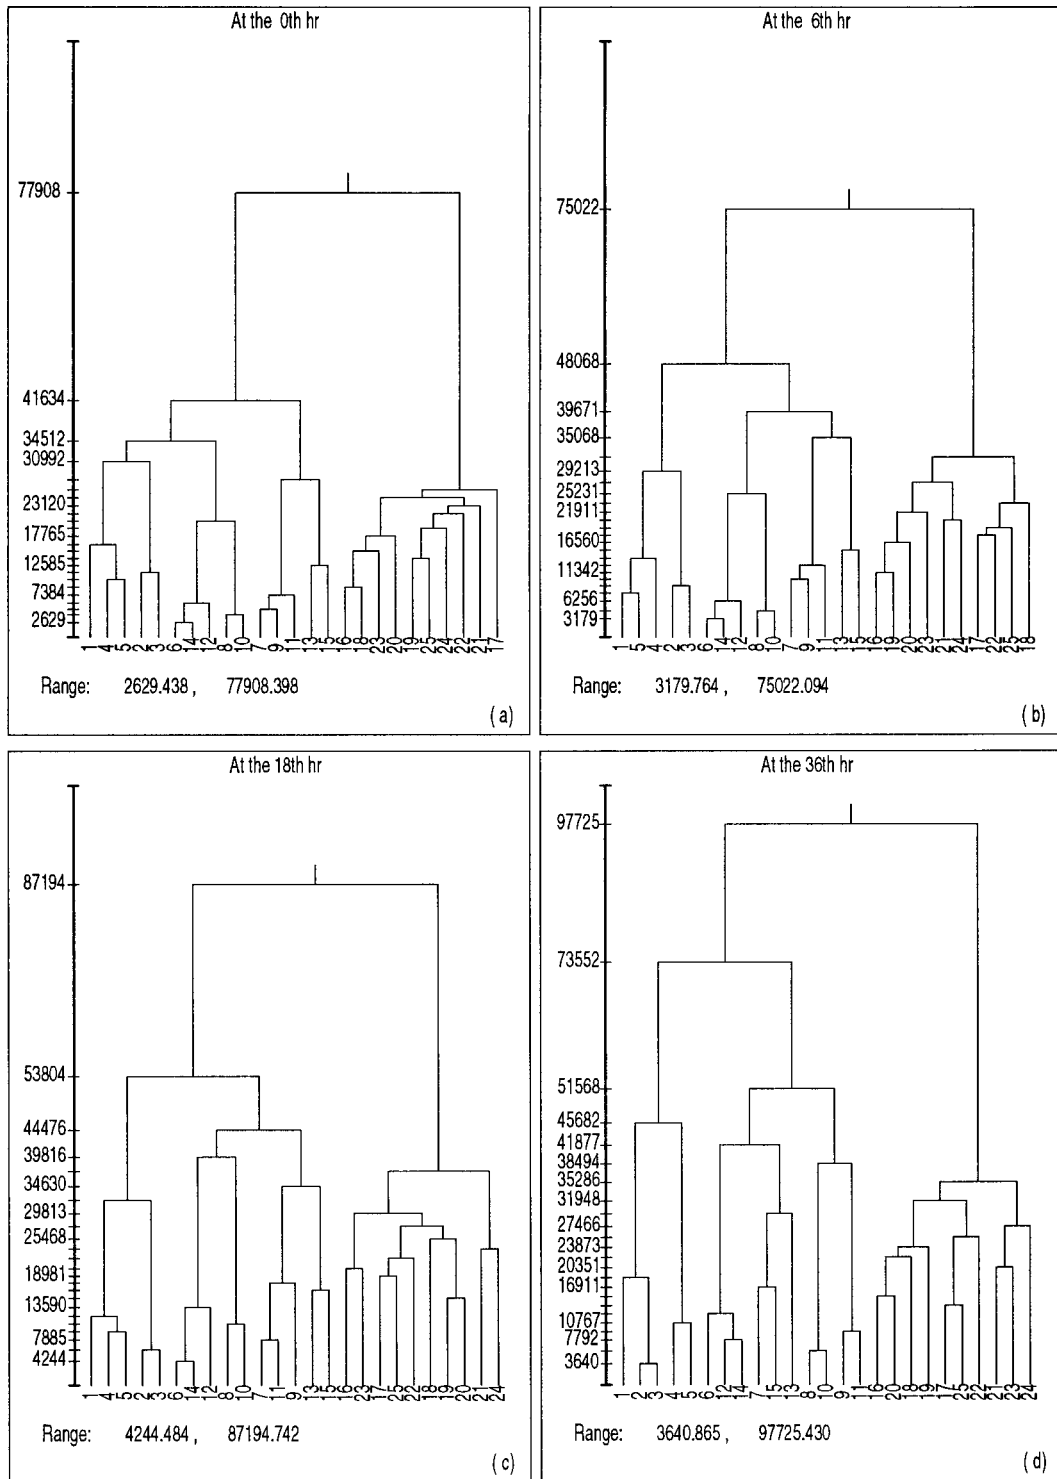 At the 0th hr
77908
41634
34512
30992
23120
17765
12585
7384
2629
1 4 5 2 3 6 14 12 8 10 7 9 11 13 15 16 18 23 20 19 25 24 22 21 17
Range: 2629.438 , 77908.398
( a )
At the 6th hr
75022
48068
39671
35068
29213
25231
21911
16560
11342
6256
3179
1 5 4 2 3 6 14 12 8 10 7 9 11 13 15 16 19 20 23 21 24 17 22 25 18
Range: 3179.764 , 75022.094
( b )
At the 18th hr
87194
53804
44476
39816
34630
29813
25468
18981
13590
7885
4244
1 4 5 2 3 6 14 12 8 10 7 11 9 13 15 16 23 17 25 22 18 19 20 21 24
Range: 4244.484 , 87194.742
( c )
At the 36th hr
97725
73552
51568
45682
41877
38494
35286
31948
27466
23873
20351
16911
10767
7792
3640
1 2 3 4 5 6 12 14 7 15 13 8 10 9 11 16 20 18 19 17 25 22 21 23 24
Range: 3640.865 , 97725.430
( d )